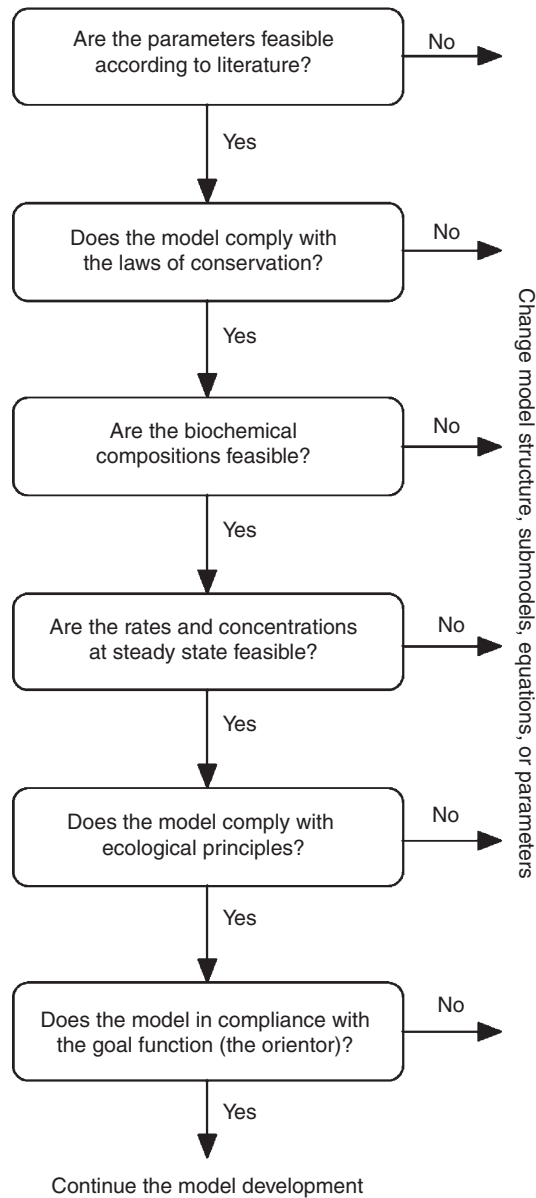 Are the parameters feasible
according to literature?
No
Yes
Does the model comply with
the laws of conservation?
No
Yes
Are the biochemical
compositions feasible?
No
Yes
Are the rates and concentrations
at steady state feasible?
No
Yes
Does the model comply with
ecological principles?
No
Yes
Does the model in compliance with
the goal function (the orientor)?
No
Yes
Continue the model development
Change model structure, submodels, equations, or parameters